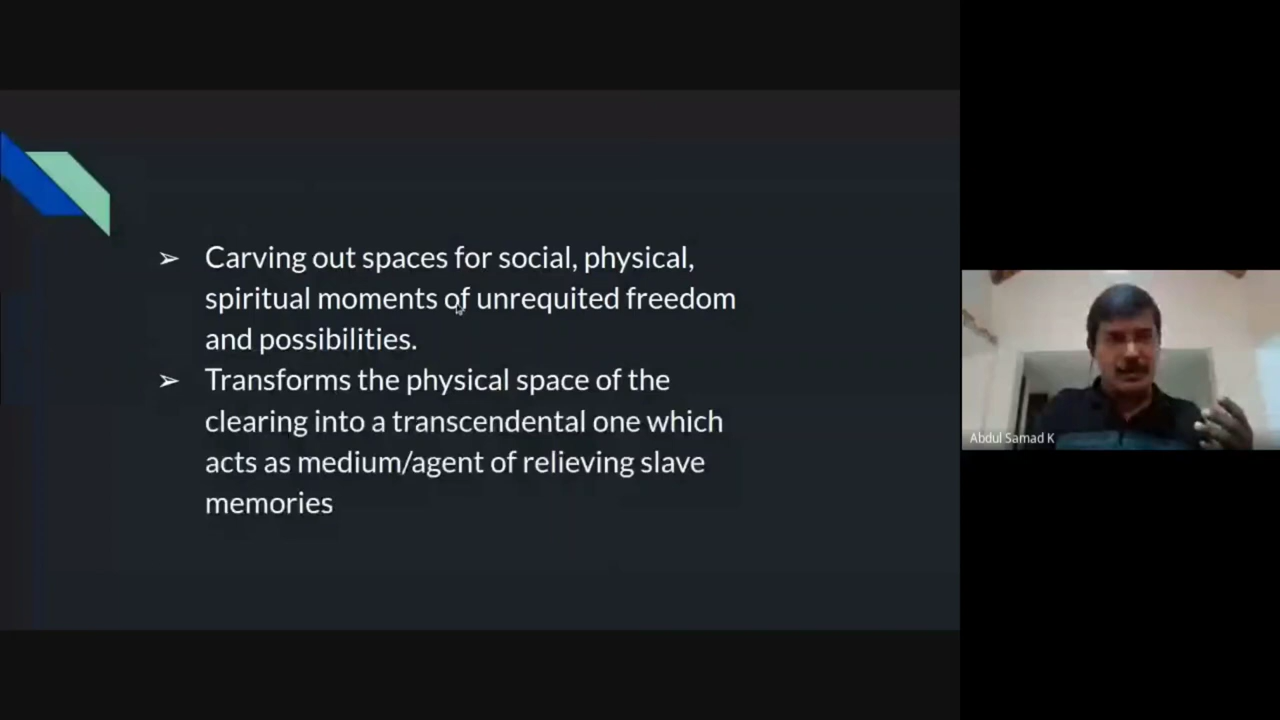 ➢ Carving out spaces for social, physical,
spiritual moments of unrequited freedom
and possibilities.
➢ Transforms the physical space of the
clearing into a transcendental one which
acts as medium/agent of relieving slave
memories
Abdul Samad K